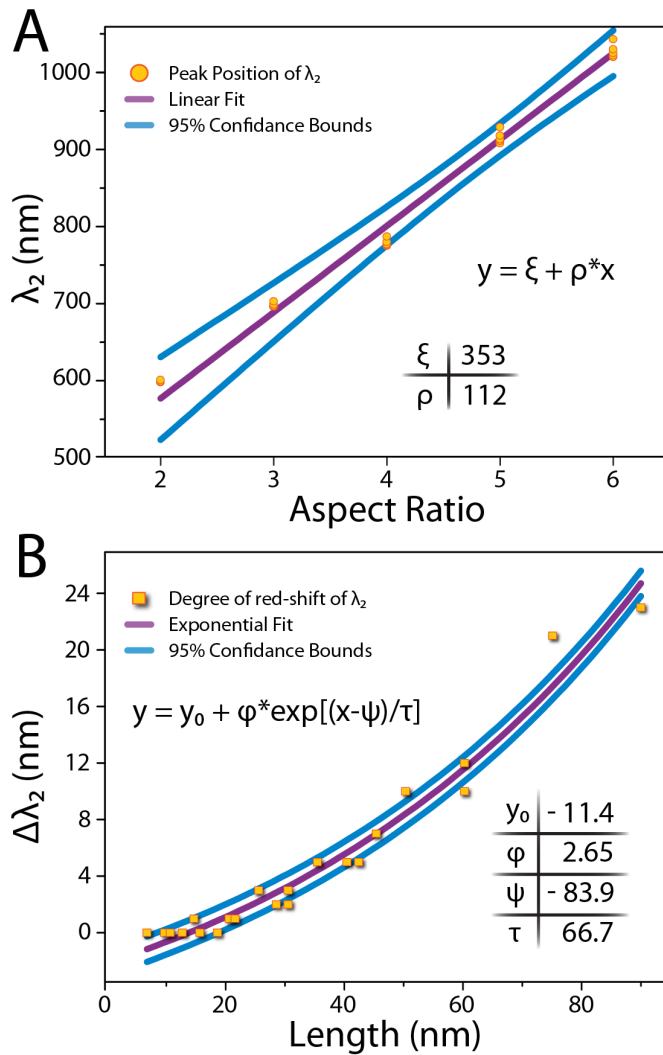 A
1000
900
800
700
600
500
λ₂ (nm)
Peak Position of λ₂
Linear Fit
95% Confidance Bounds
y = ξ + ρ*x
ξ 353
ρ 112
2 3 4 5 6
Aspect Ratio
B
24
20
16
12
8
4
0
Δλ₂ (nm)
Degree of red-shift of λ₂
Exponential Fit
95% Confidance Bounds
y = y₀ + φ*exp[(x-ψ)/τ]
y₀ - 11.4
φ 2.65
ψ - 83.9
τ 66.7
0 20 40 60 80
Length (nm)